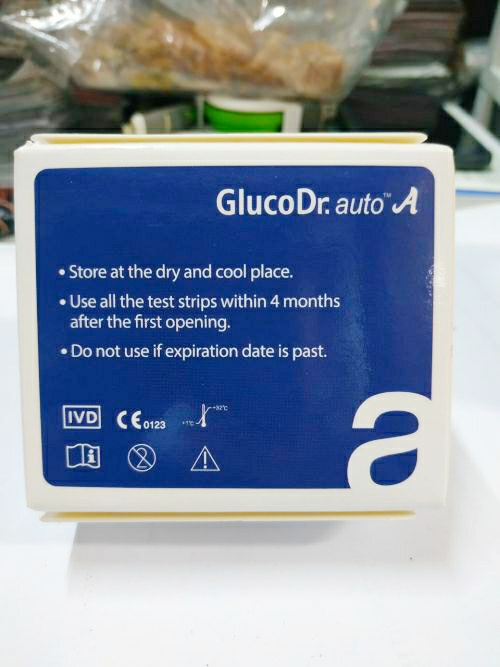 GlucoDr. auto™ A
• Store at the dry and cool place.
• Use all the test strips within 4 months
after the first opening.
• Do not use if expiration date is past.
IVD CE 0123 +1°C +32°C
i 2
a